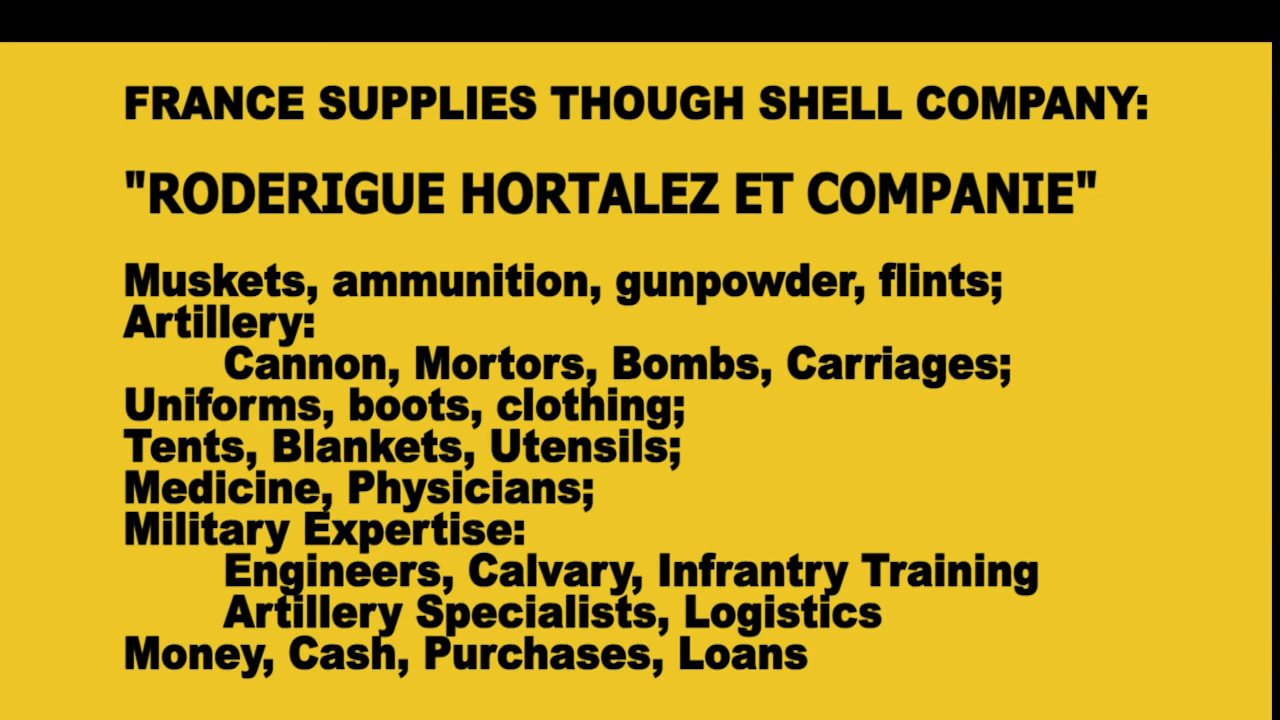 FRANCE SUPPLIES THOUGH SHELL COMPANY:
"RODERIGUE HORTALEZ ET COMPANIE"
Muskets, ammunition, gunpowder, flints;
Artillery:
Cannon, Mortors, Bombs, Carriages;
Uniforms, boots, clothing;
Tents, Blankets, Utensils;
Medicine, Physicians;
Military Expertise:
Engineers, Calvary, Infrantry Training
Artillery Specialists, Logistics
Money, Cash, Purchases, Loans